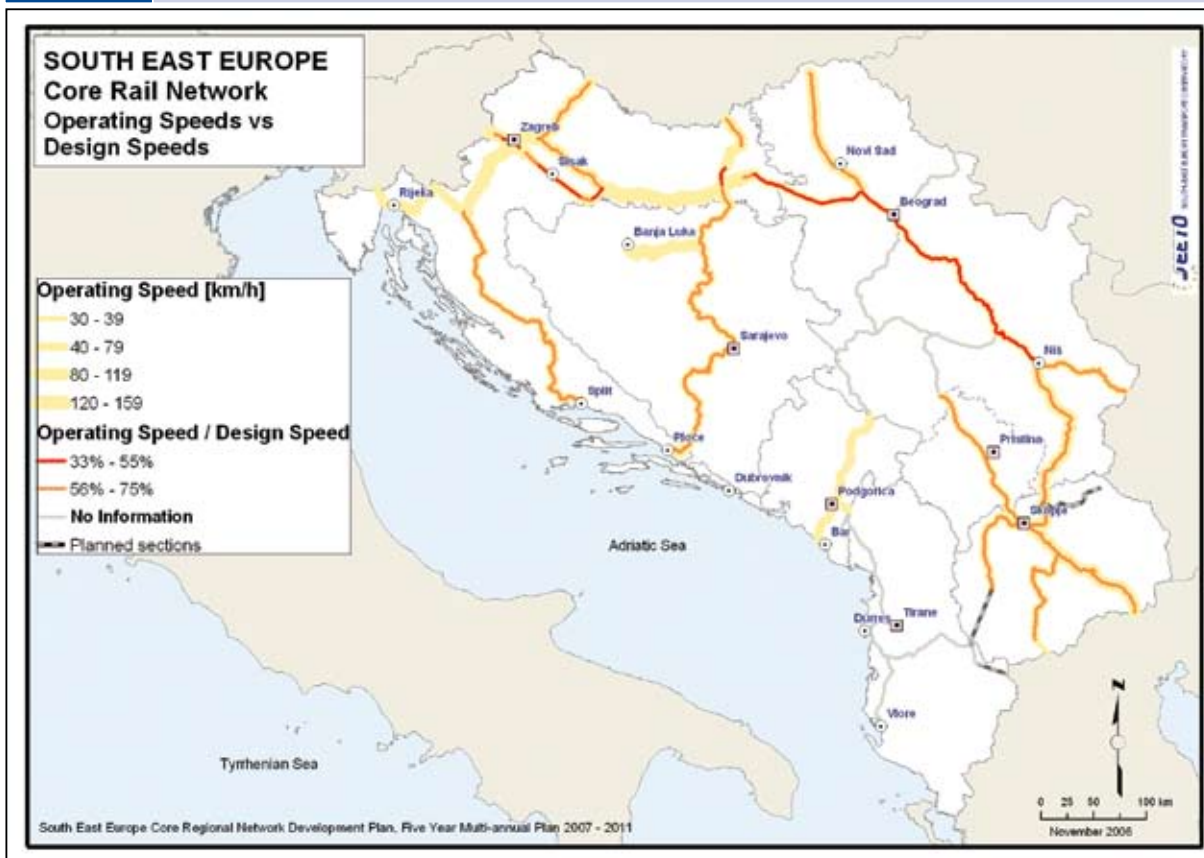 SOUTH EAST EUROPE
Core Rail Network
Operating Speeds vs
Design Speeds
Zagreb
Sisak
Rijeka
Novi Sad
Beograd
Banja Luka
Sarajevo
Nis
Split
Ploce
Dubrovnik
Pristina
Podgorica
Skopje
Bar
Durres
Tirane
Vlore
Operating Speed [km/h]
30 - 39
40 - 79
80 - 119
120 - 159
Operating Speed / Design Speed
33% - 55%
56% - 75%
No Information
Planned sections
Adriatic Sea
Tyrrhenian Sea
SEETO
z
0 25 50 100 km
November 2006
South East Europe Core Regional Network Development Plan. Five Year Multi-annual Plan 2007 - 2011